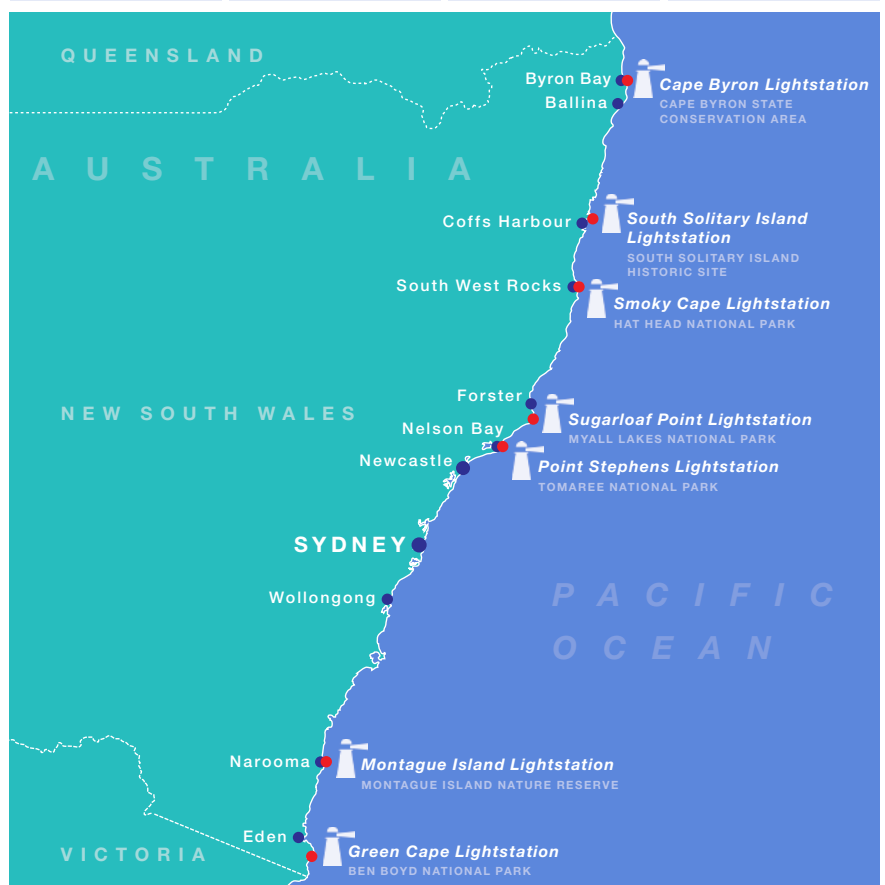 QUEENSLAND
Byron Bay
Cape Byron Lightstation
Ballina
CAPE BYRON STATE
CONSERVATION AREA
AUSTRALIA
Coffs Harbour
South Solitary Island
Lightstation
SOUTH SOLITARY ISLAND
HISTORIC SITE
South West Rocks
Smoky Cape Lightstation
HAT HEAD NATIONAL PARK
Forster
NEW SOUTH WALES
Sugarloaf Point Lightstation
MYALL LAKES NATIONAL PARK
Nelson Bay
Newcastle
Point Stephens Lightstation
TOMAREE NATIONAL PARK
SYDNEY
Wollongong
PACIFIC
OCEAN
Narooma
Montague Island Lightstation
MONTAGUE ISLAND NATURE RESERVE
Eden
VICTORIA
Green Cape Lightstation
BEN BOYD NATIONAL PARK